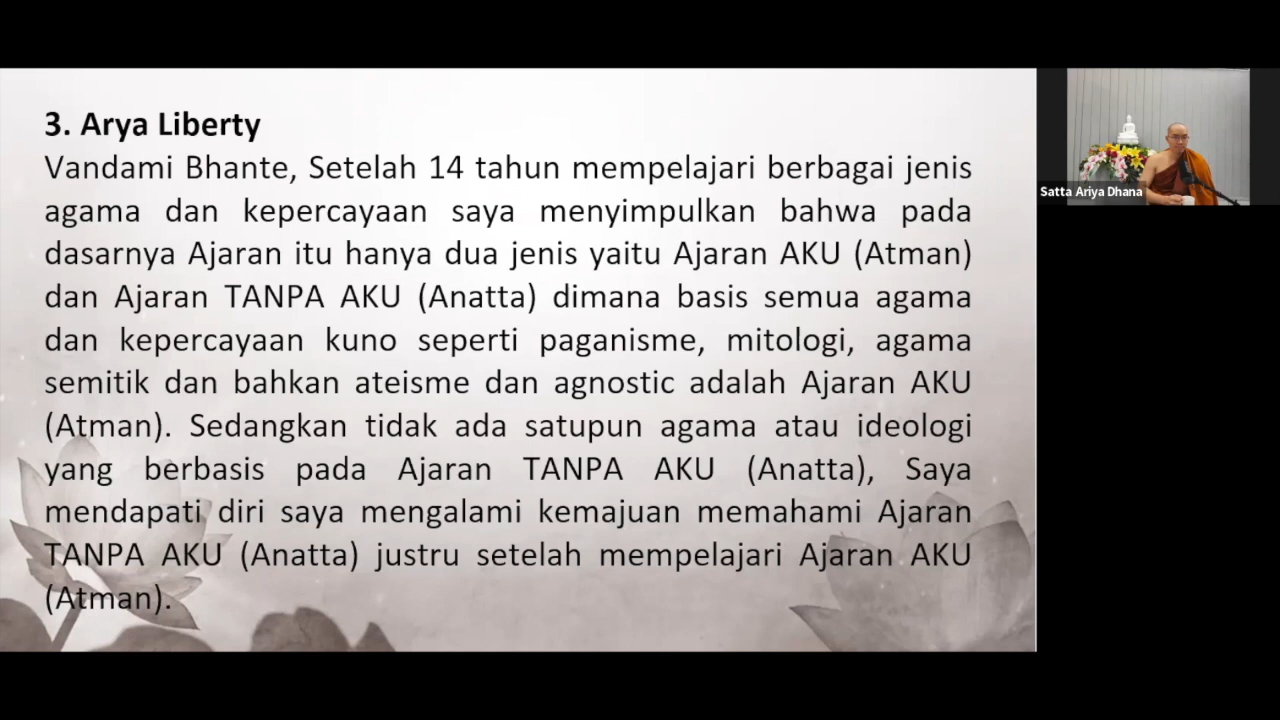 3. Arya Liberty
Vandami Bhante, Setelah 14 tahun mempelajari berbagai jenis
agama dan kepercayaan saya menyimpulkan bahwa pada
dasarnya Ajaran itu hanya dua jenis yaitu Ajaran AKU (Atman)
dan Ajaran TANPA AKU (Anatta) dimana basis semua agama
dan kepercayaan kuno seperti paganisme, mitologi, agama
semitik dan bahkan ateisme dan agnostic adalah Ajaran AKU
(Atman). Sedangkan tidak ada satupun agama atau ideologi
yang berbasis pada Ajaran TANPA AKU (Anatta), Saya
mendapati diri saya mengalami kemajuan memahami Ajaran
TANPA AKU (Anatta) justru setelah mempelajari Ajaran AKU
(Atman).
Satta Ariya Dhana